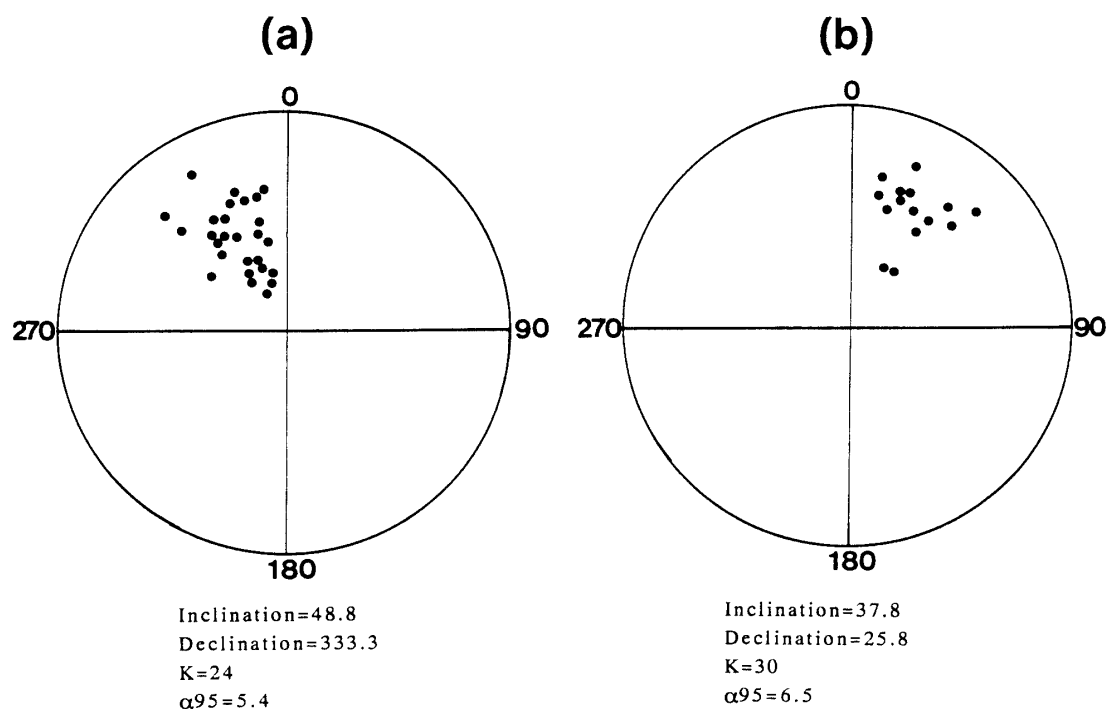 (a)
0
270
90
180
Inclination=48.8
Declination=333.3
K=24
α95=5.4
(b)
0
270
90
180
Inclination=37.8
Declination=25.8
K=30
α95=6.5